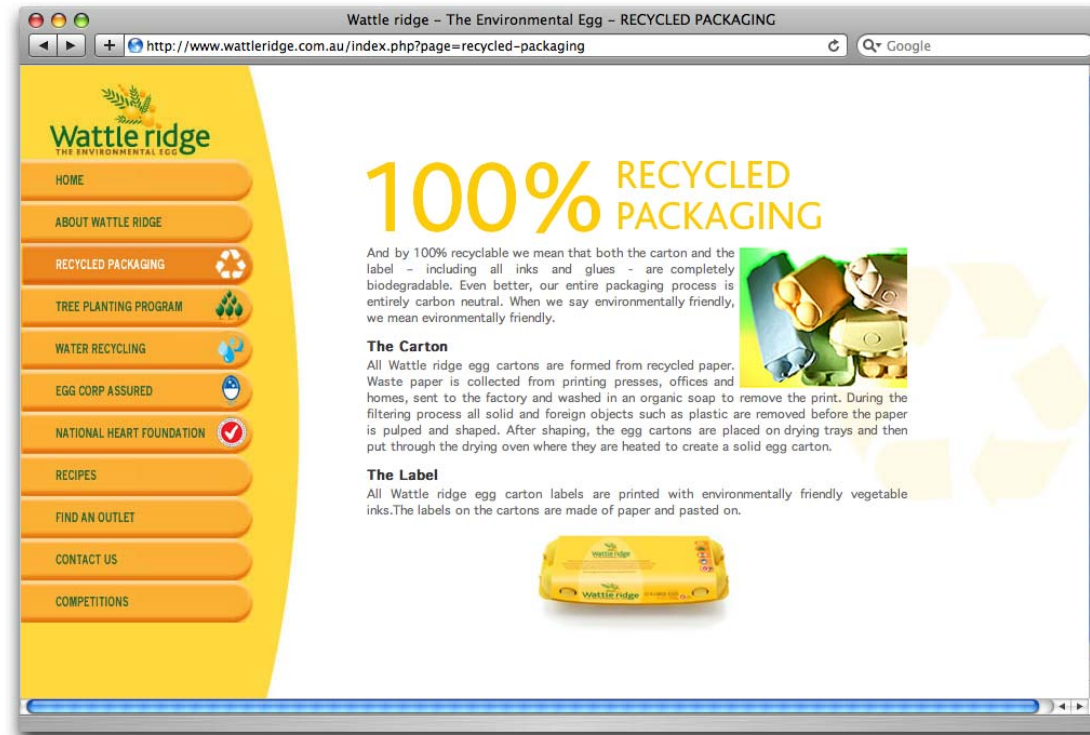 Wattle ridge – The Environmental Egg – RECYCLED PACKAGING
http://www.wattleridge.com.au/index.php?page=recycled-packaging
Google
Wattle ridge
THE ENVIRONMENTAL EGG
HOME
ABOUT WATTLE RIDGE
RECYCLED PACKAGING
TREE PLANTING PROGRAM
WATER RECYCLING
EGG CORP ASSURED
NATIONAL HEART FOUNDATION
RECIPES
FIND AN OUTLET
CONTACT US
COMPETITIONS
100% RECYCLED
PACKAGING
And by 100% recyclable we mean that both the carton and the
label – including all inks and glues - are completely
biodegradable. Even better, our entire packaging process is
entirely carbon neutral. When we say environmentally friendly,
we mean evironmentally friendly.
The Carton
All Wattle ridge egg cartons are formed from recycled paper.
Waste paper is collected from printing presses, offices and
homes, sent to the factory and washed in an organic soap to remove the print. During the
filtering process all solid and foreign objects such as plastic are removed before the paper
is pulped and shaped. After shaping, the egg cartons are placed on drying trays and then
put through the drying oven where they are heated to create a solid egg carton.
The Label
All Wattle ridge egg carton labels are printed with environmentally friendly vegetable
inks.The labels on the cartons are made of paper and pasted on.
Wattle ridge
Wattle ridge